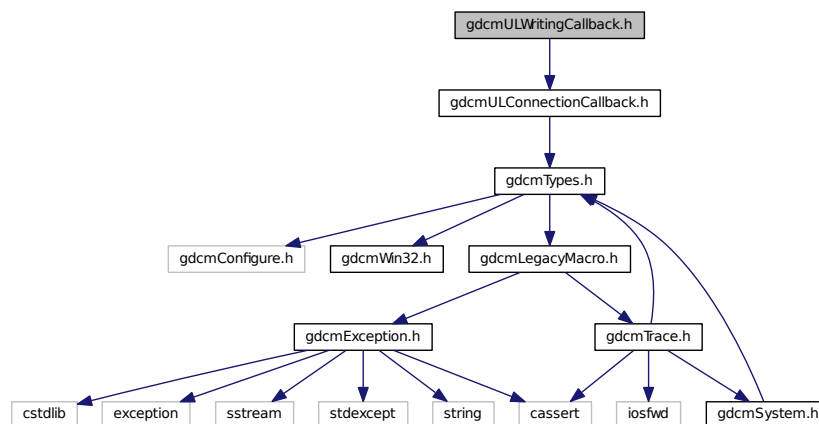 gdcmULWritingCallback.h
gdcmULConnectionCallback.h
gdcmTypes.h
gdcmConfigure.h
gdcmWin32.h
gdcmLegacyMacro.h
gdcmException.h
gdcmTrace.h
cstdlib
exception
sstream
stdexcept
string
cassert
iosfwd
gdcmSystem.h